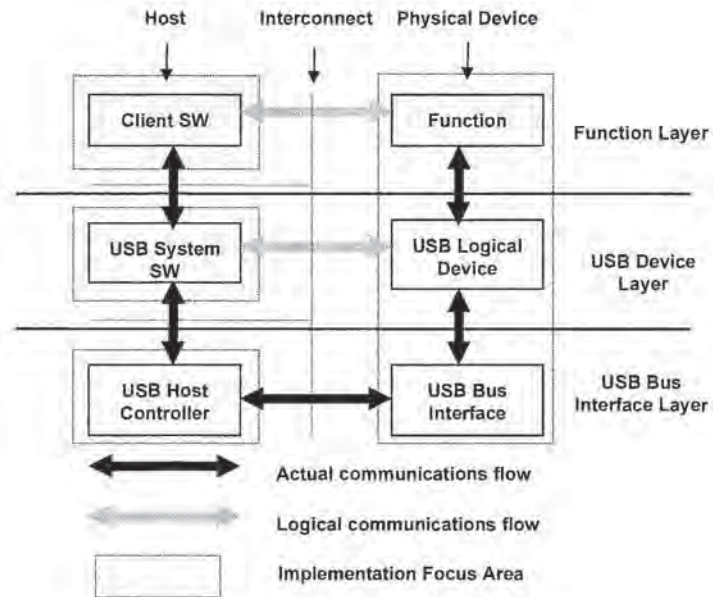 Host Interconnect Physical Device
Client SW
Function
Function Layer
USB System
SW
USB Logical
Device
USB Device
Layer
USB Host
Controller
USB Bus
Interface
USB Bus
Interface Layer
Actual communications flow
Logical communications flow
Implementation Focus Area